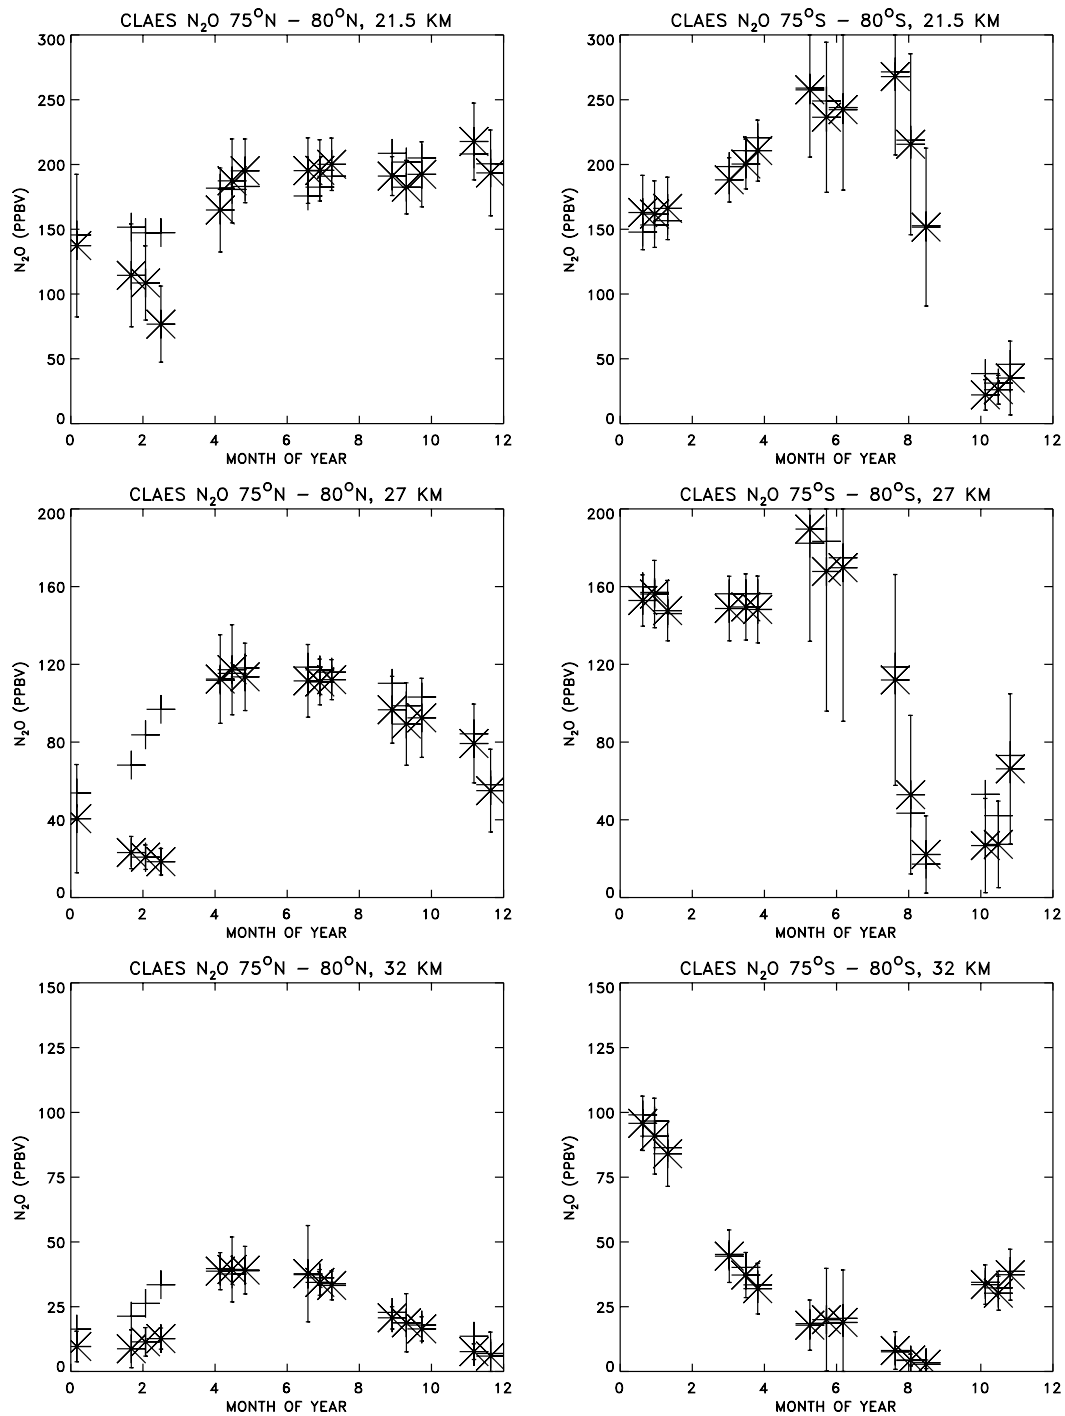 CLAES N₂O 75°N – 80°N, 21.5 KM
300
250
200
150
100
50
0
N₂O (PPBV)
0 2 4 6 8 10 12
MONTH OF YEAR
CLAES N₂O 75°S – 80°S, 21.5 KM
300
250
200
150
100
50
0
N₂O (PPBV)
0 2 4 6 8 10 12
MONTH OF YEAR
CLAES N₂O 75°N – 80°N, 27 KM
200
160
120
80
40
0
N₂O (PPBV)
0 2 4 6 8 10 12
MONTH OF YEAR
CLAES N₂O 75°S – 80°S, 27 KM
200
160
120
80
40
0
N₂O (PPBV)
0 2 4 6 8 10 12
MONTH OF YEAR
CLAES N₂O 75°N – 80°N, 32 KM
150
125
100
75
50
25
0
N₂O (PPBV)
0 2 4 6 8 10 12
MONTH OF YEAR
CLAES N₂O 75°S – 80°S, 32 KM
150
125
100
75
50
25
0
N₂O (PPBV)
0 2 4 6 8 10 12
MONTH OF YEAR